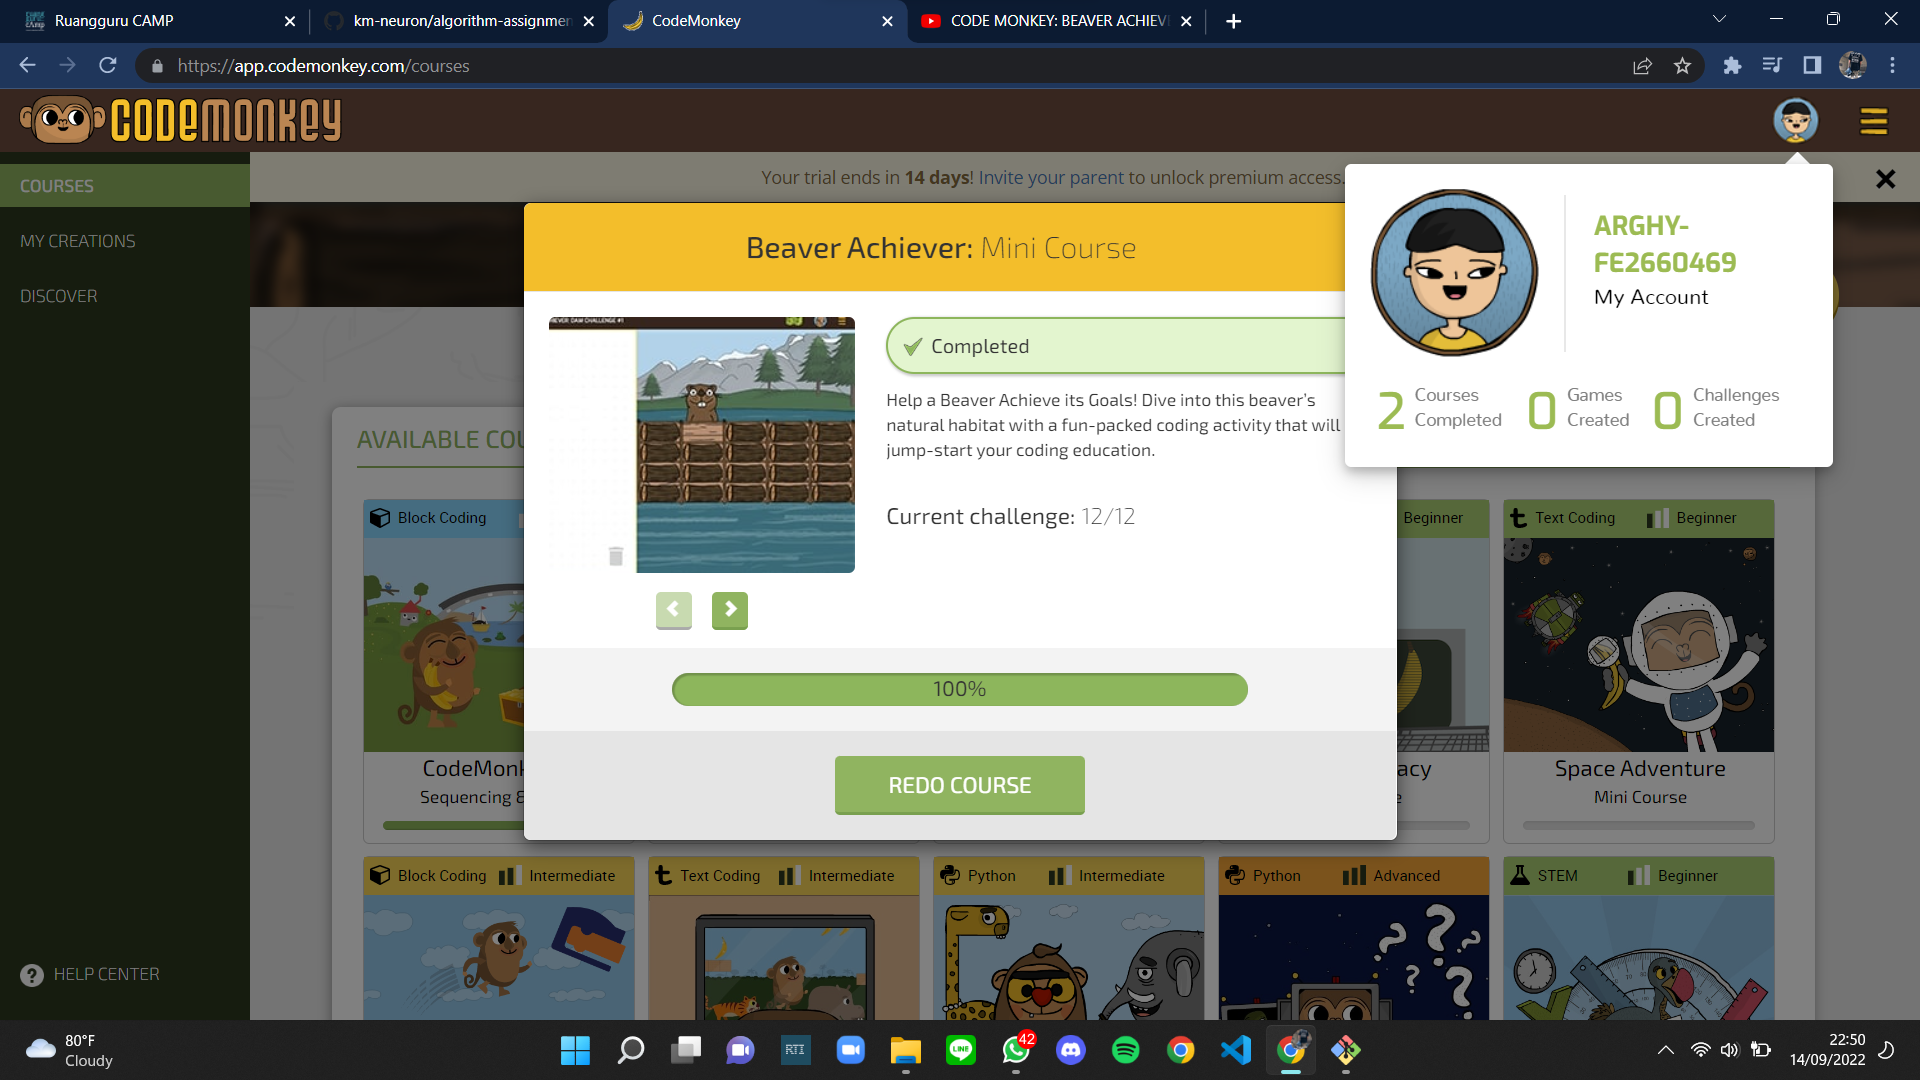 Ruangguru CAMP
km-neuron/algorithm-assignmen
CodeMonkey
CODE MONKEY: BEAVER ACHIEV
https://app.codemonkey.com/courses
CODEMONKEY
COURSES
MY CREATIONS
DISCOVER
HELP CENTER
Your trial ends in 14 days! Invite your parent to unlock premium access.
ARGHY-
FE2660469
My Account
2 Courses Completed
0 Games Created
0 Challenges Created
Beaver Achiever: Mini Course
Completed
Help a Beaver Achieve its Goals! Dive into this beaver's
natural habitat with a fun-packed coding activity that will
jump-start your coding education.
Current challenge: 12/12
100%
REDO COURSE
AVAILABLE COU
Block Coding
Beginner
Text Coding Beginner
CodeMonk
Sequencing &
acy
Space Adventure
Mini Course
Block Coding Intermediate
Text Coding Intermediate
Python Intermediate
Python Advanced
STEM Beginner
80°F
Cloudy
RTI
LINE
42
22:50
14/09/2022